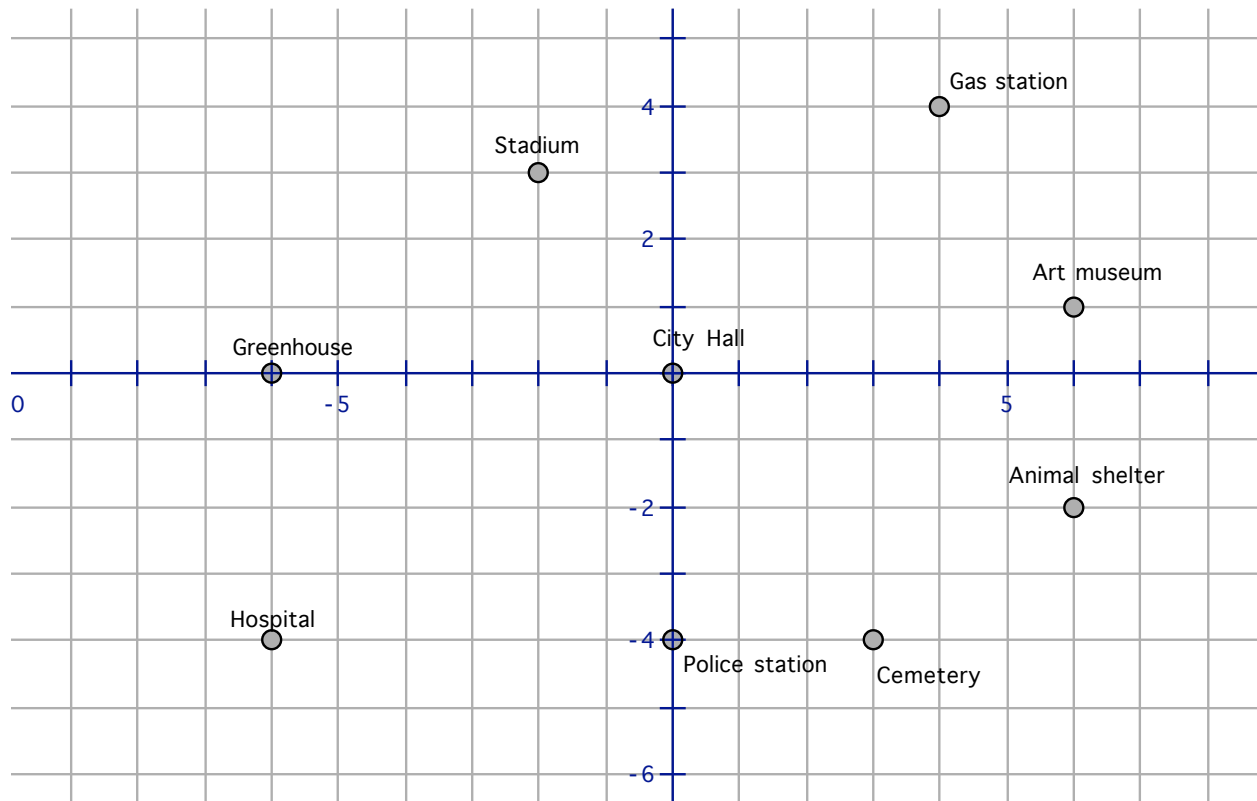 Gas station
4
Stadium
2
Art museum
City Hall
Greenhouse
0
-5
5
Animal shelter
-2
Hospital
-4
Police station
Cemetery
-6